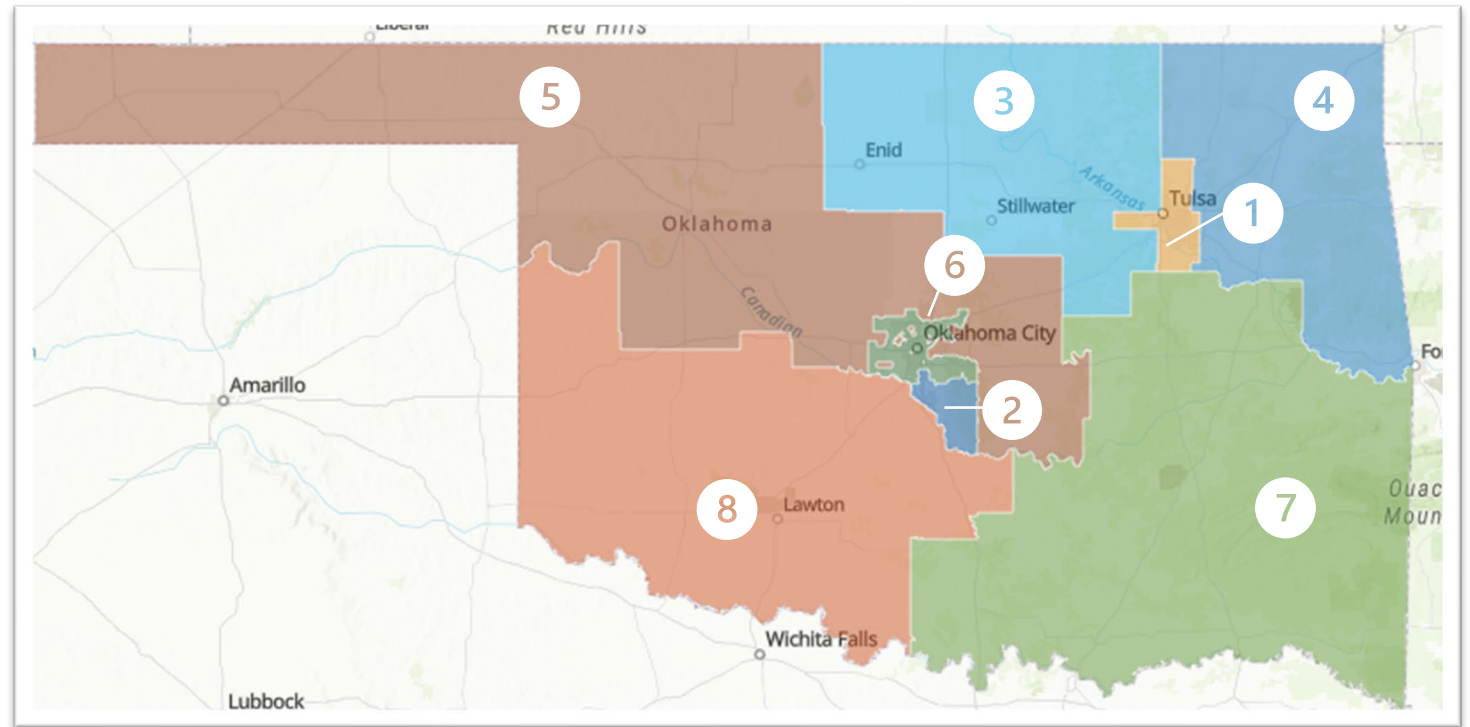 Liberal
Red Hills
5
3
4
Enid
Arkansas
Stillwater
Tulsa
1
Oklahoma
6
Canadian
Oklahoma City
Amarillo
2
8
Lawton
7
Ouac
Moun
Wichita Falls
Lubbock
Fo